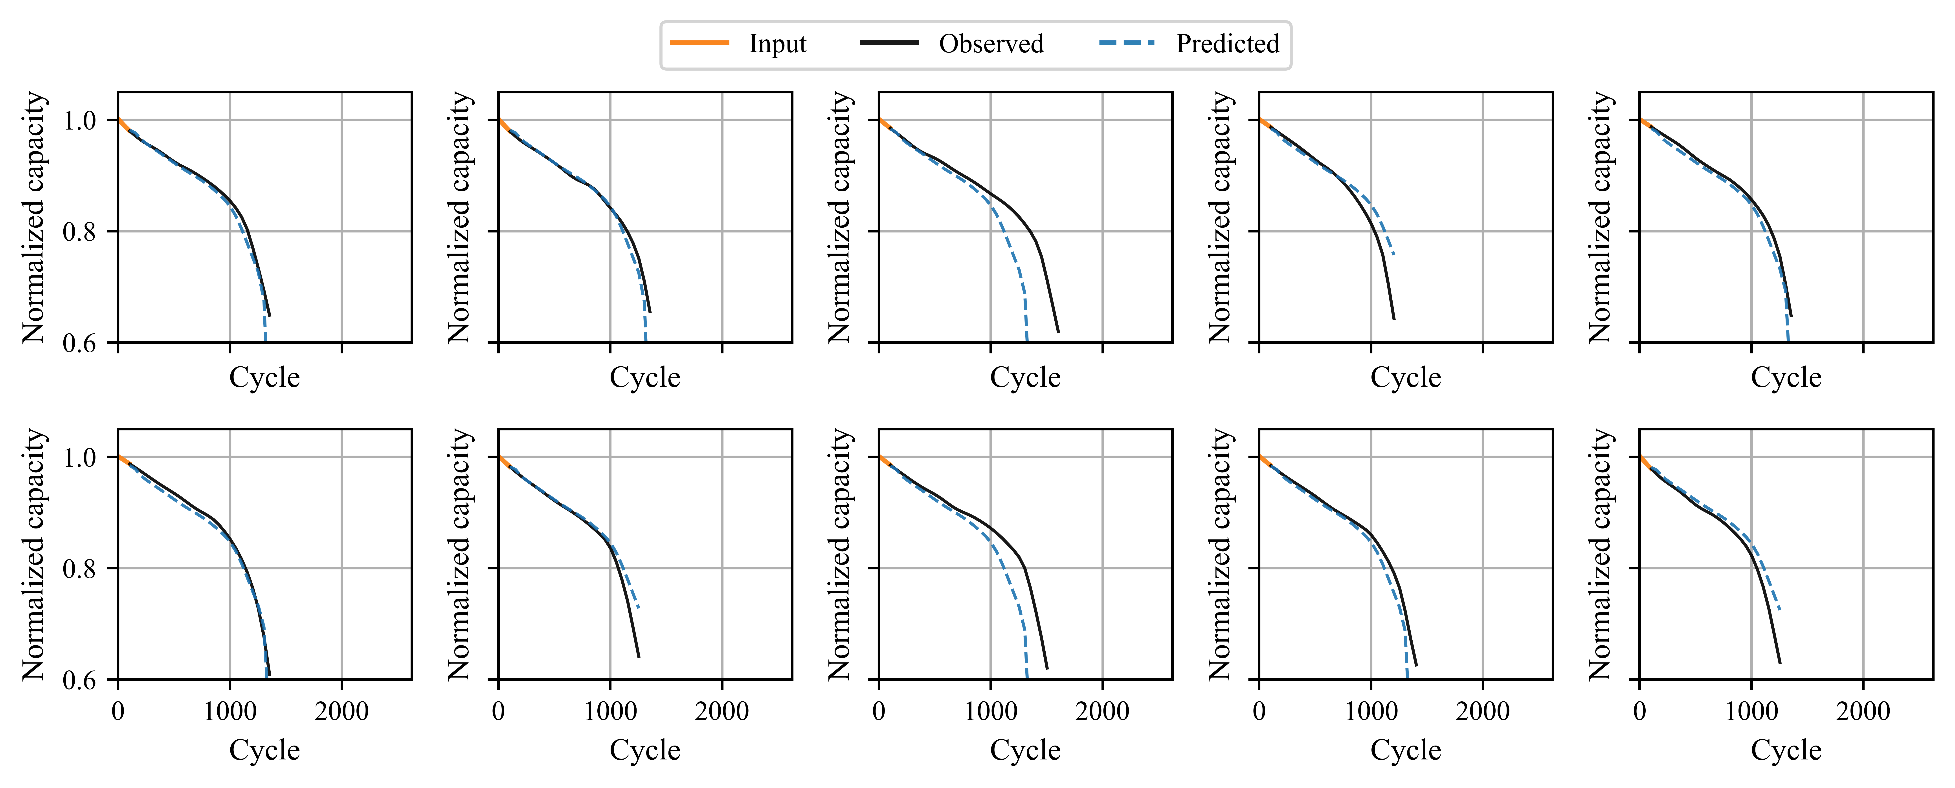 Input Observed Predicted
Normalized capacity Normalized capacity Normalized capacity Normalized capacity Normalized capacity
1.0
0.8
0.6
Cycle Cycle Cycle Cycle Cycle
Normalized capacity Normalized capacity Normalized capacity Normalized capacity Normalized capacity
1.0
0.8
0.6
0 1000 2000 0 1000 2000 0 1000 2000 0 1000 2000 0 1000 2000
Cycle Cycle Cycle Cycle Cycle